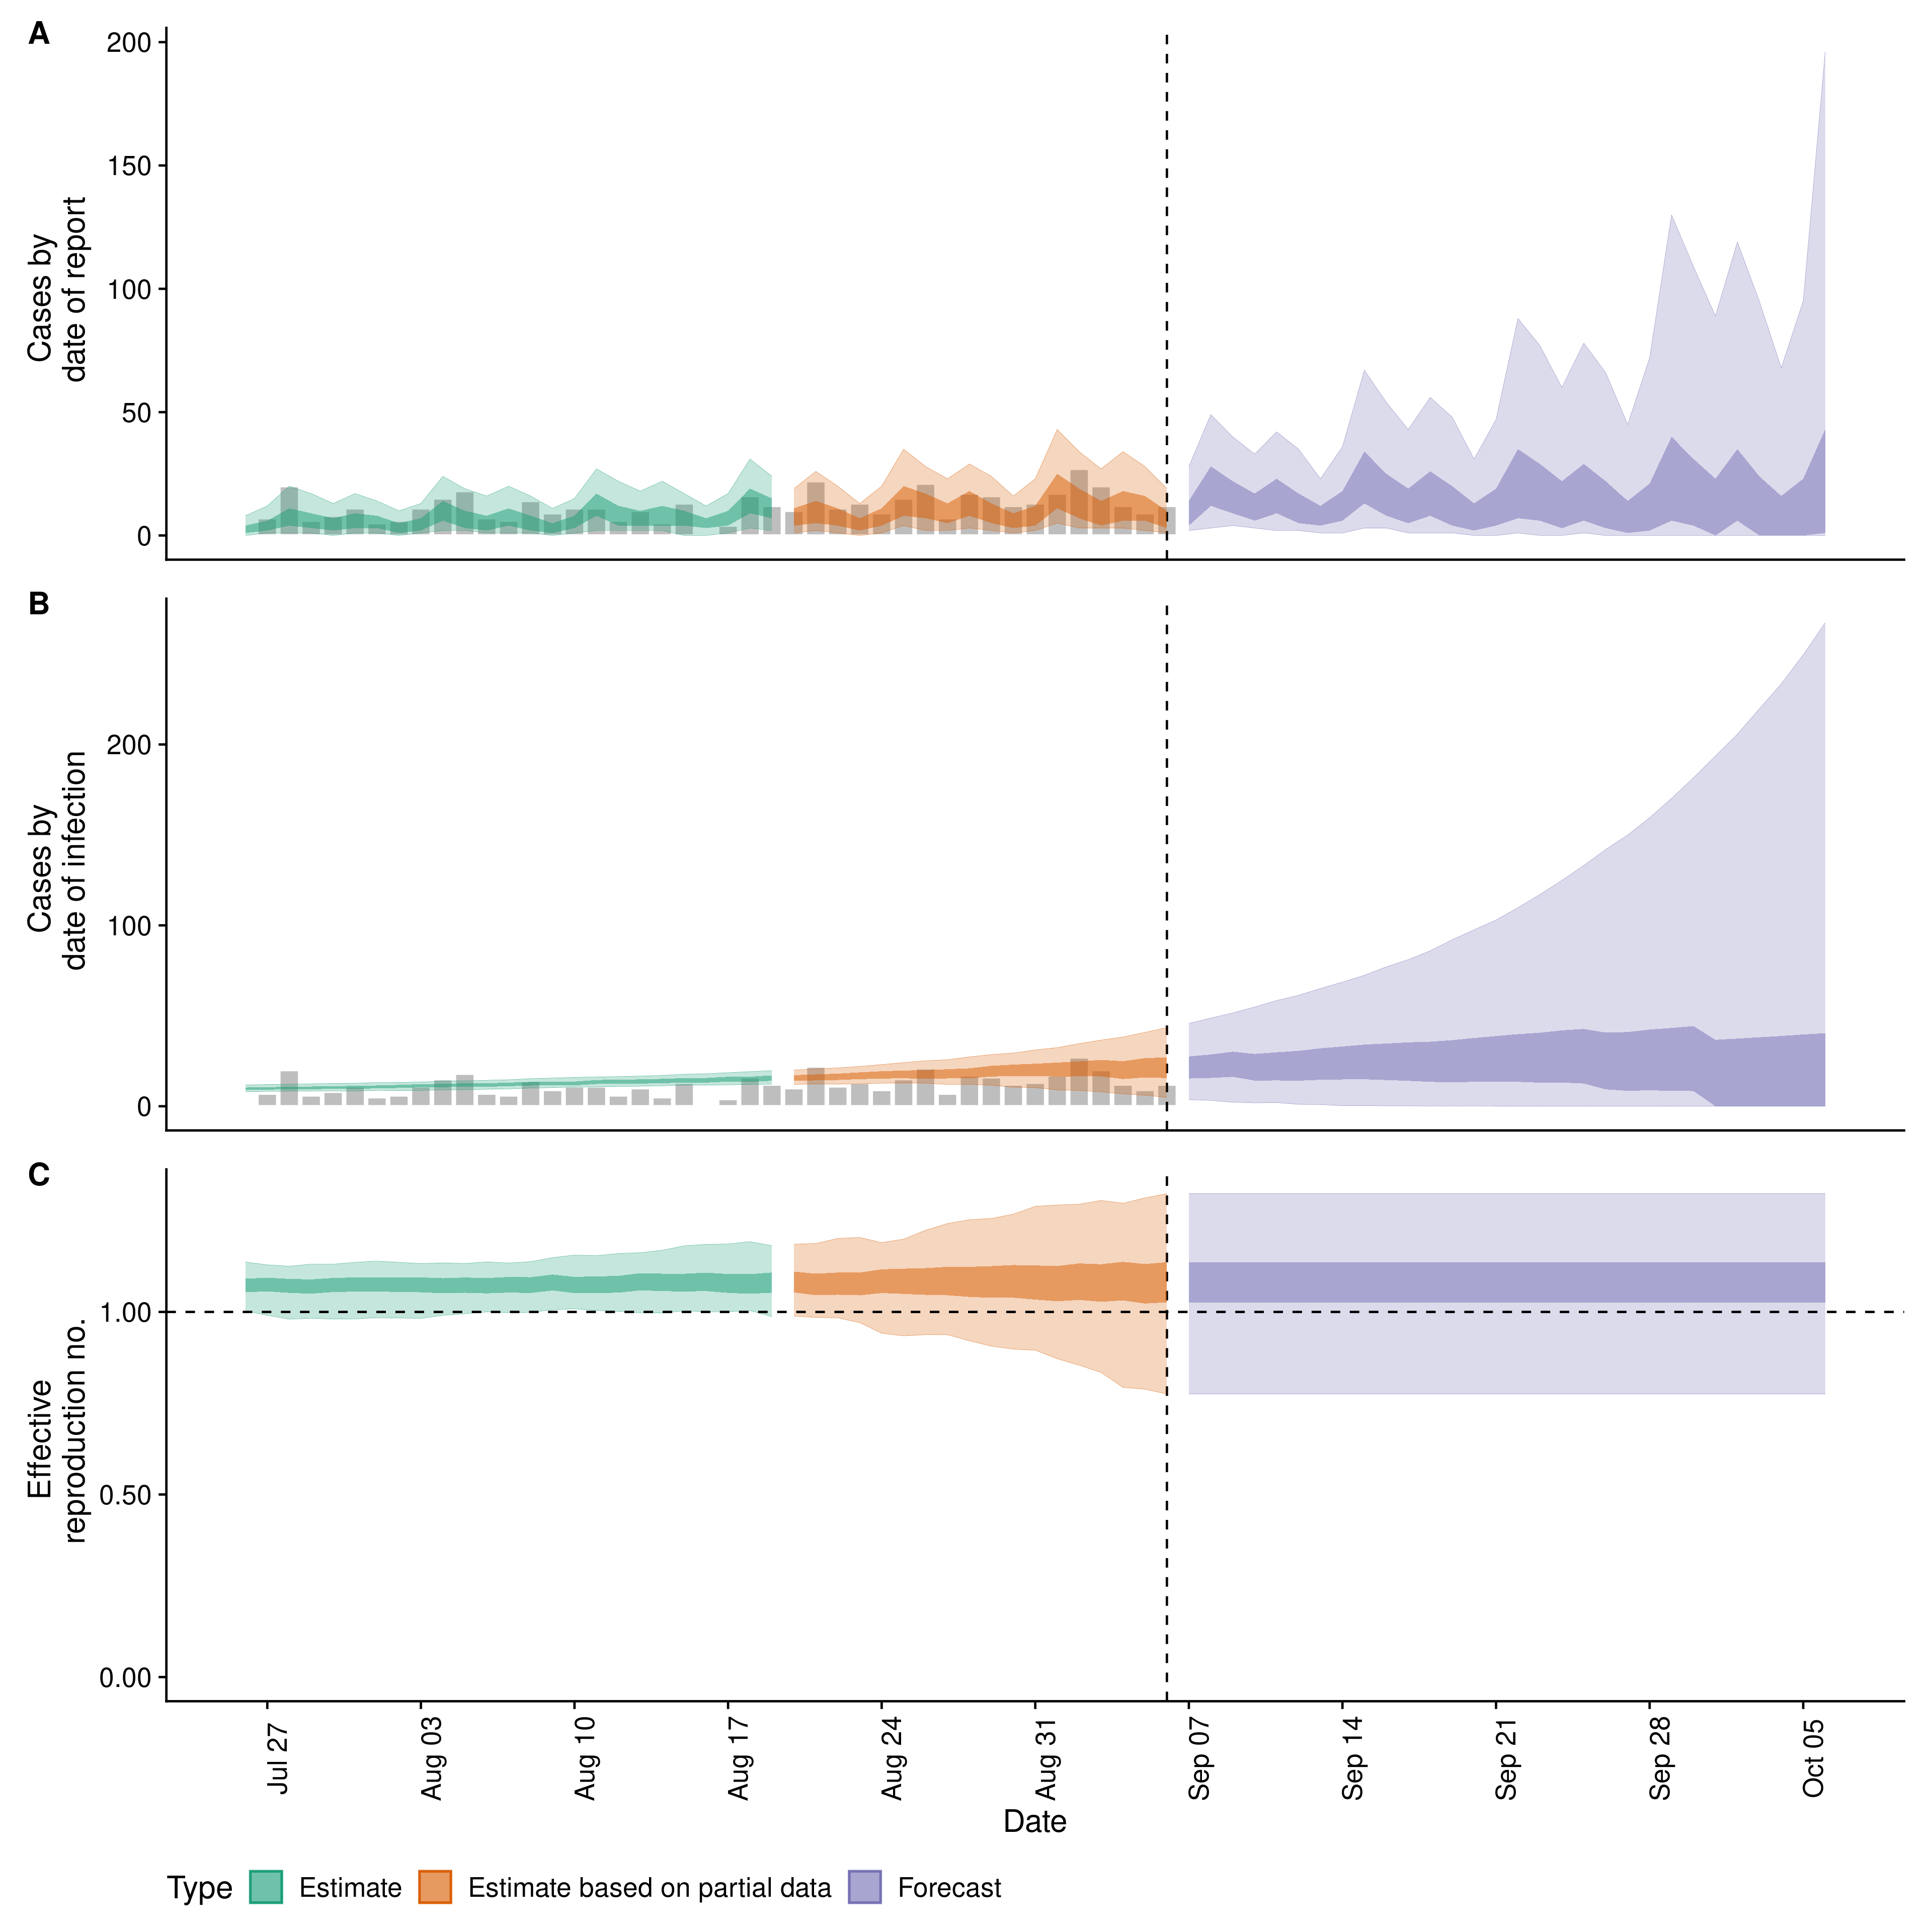 A
Cases by
date of report
200
150
100
50
0
B
Cases by
date of infection
200
100
0
C
Effective
reproduction no.
1.00
0.50
0.00
Jul 27
Aug 03
Aug 10
Aug 17
Aug 24
Aug 31
Sep 07
Sep 14
Sep 21
Sep 28
Oct 05
Date
Type Estimate Estimate based on partial data Forecast